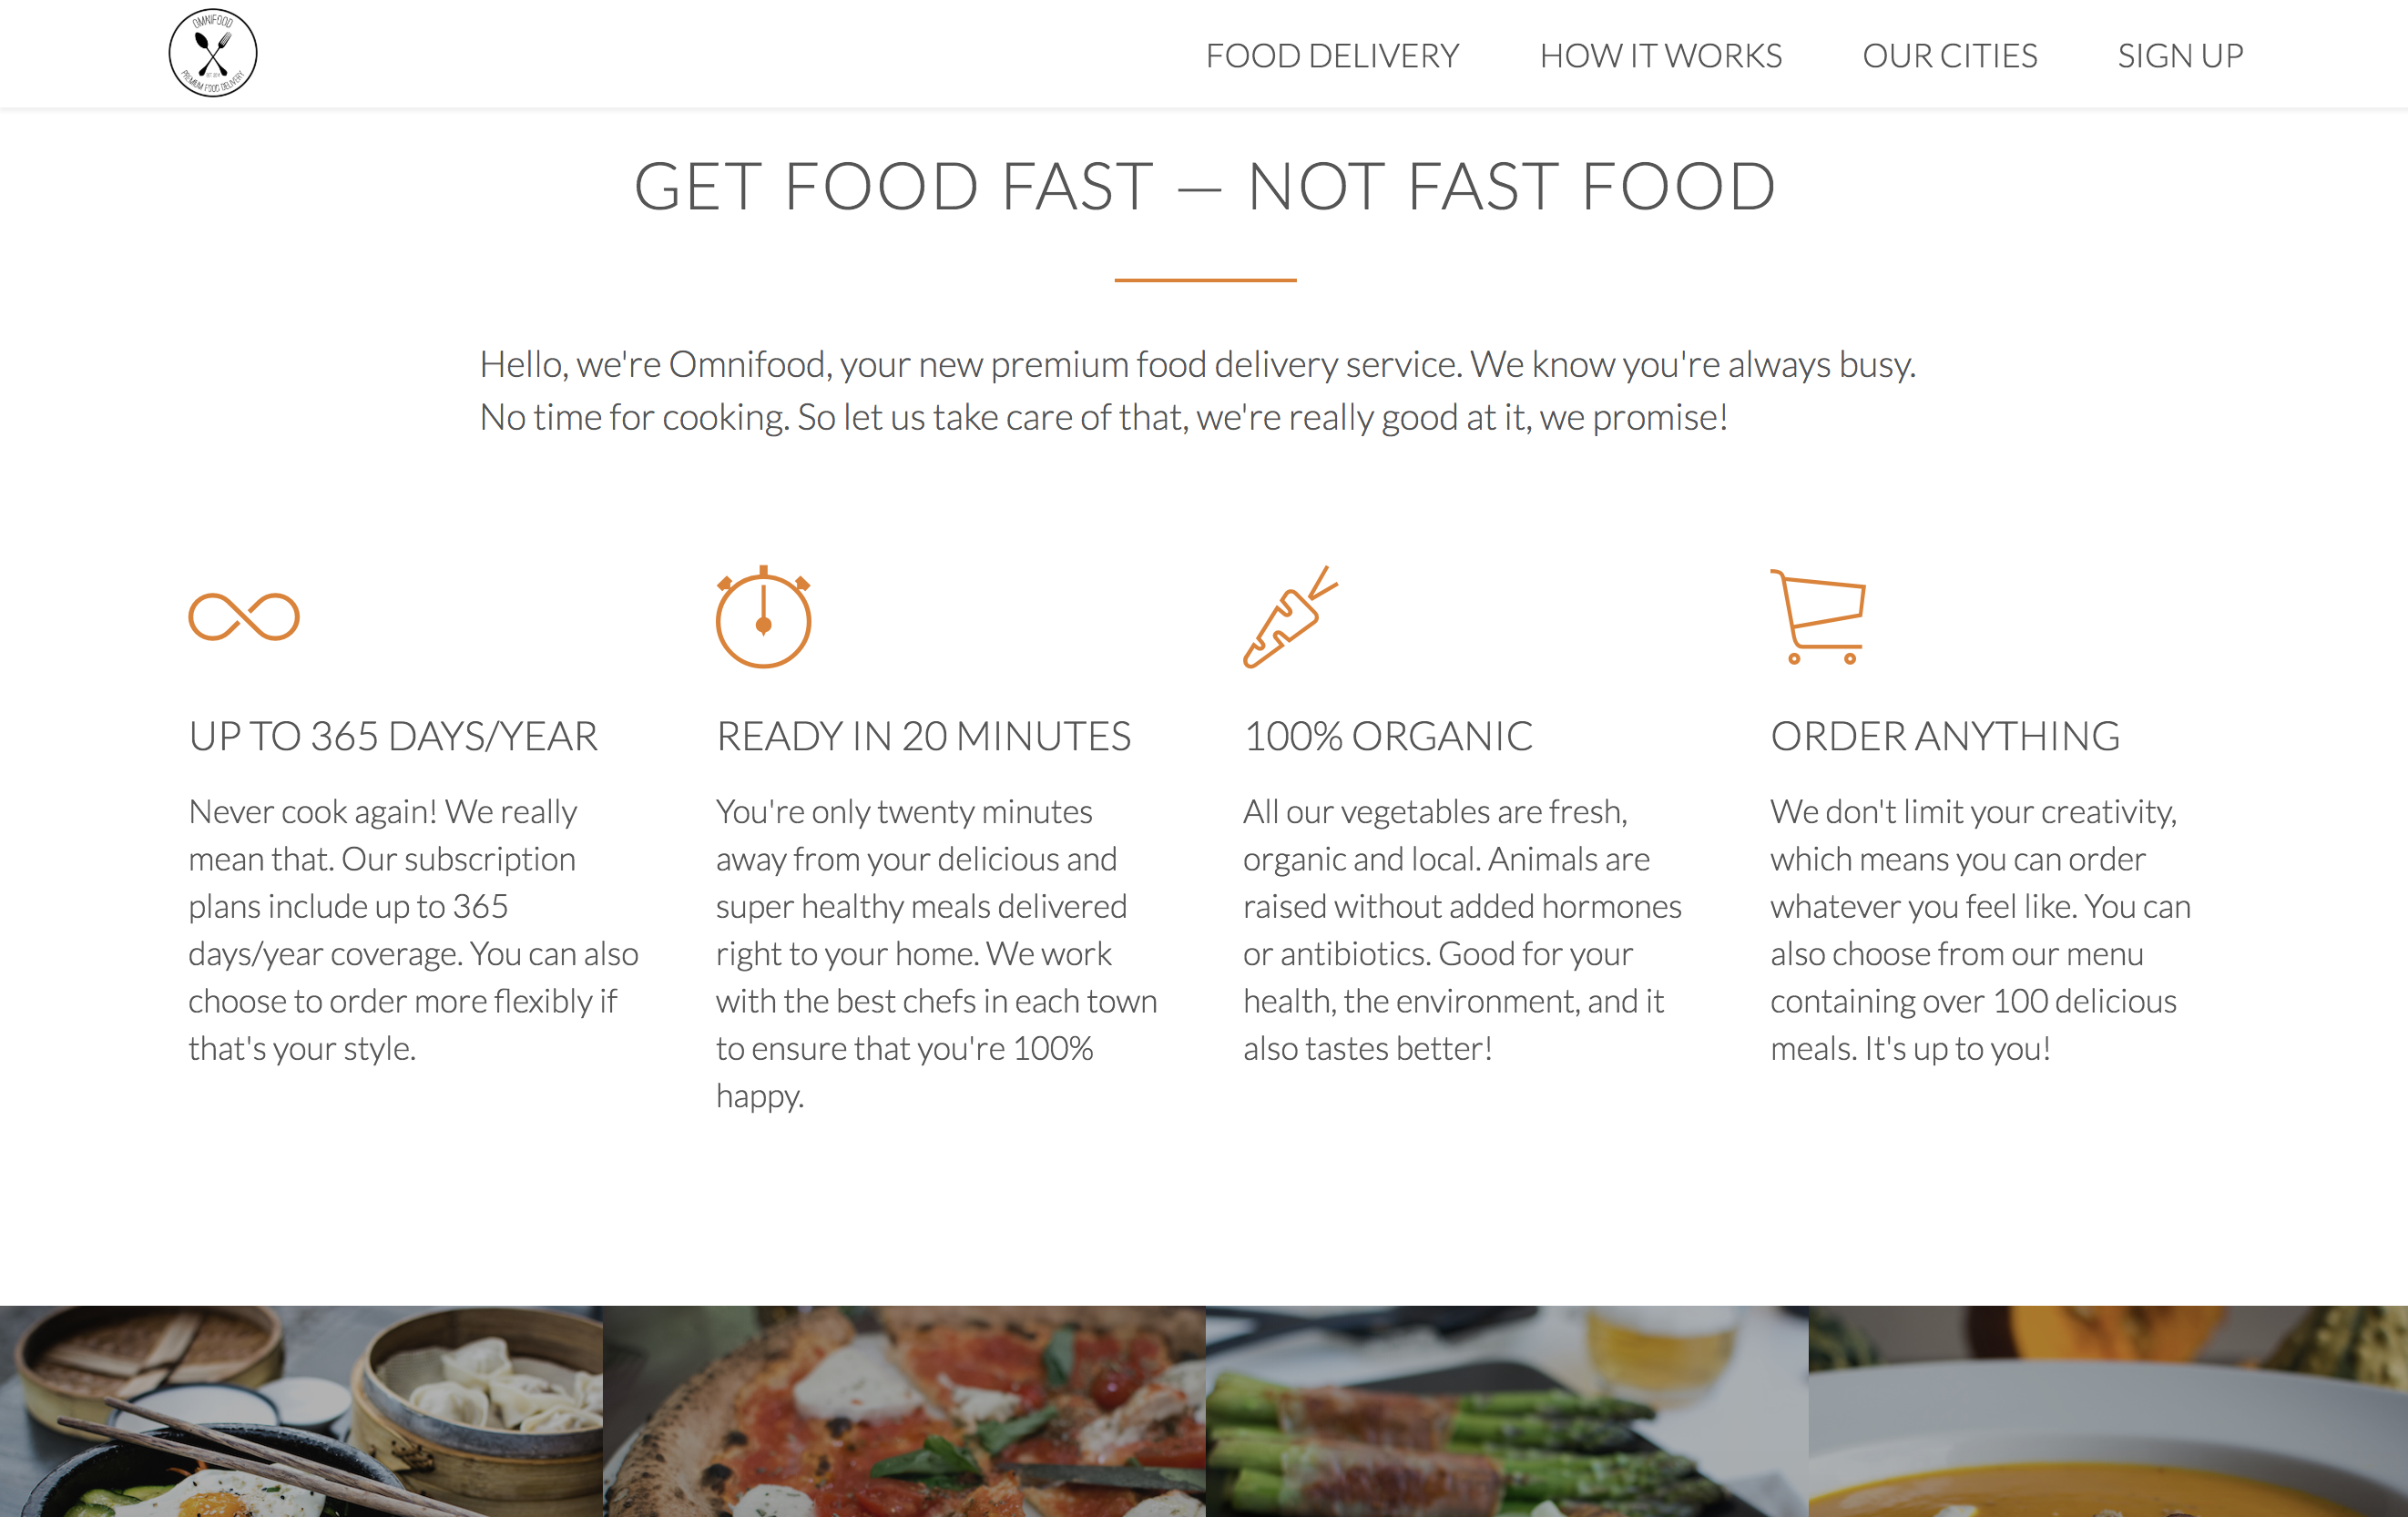 OMNIFOOD
PREMIUM FOOD DELIVERY
FOOD DELIVERY
HOW IT WORKS
OUR CITIES
SIGN UP
GET FOOD FAST — NOT FAST FOOD
Hello, we're Omnifood, your new premium food delivery service. We know you're always busy.
No time for cooking. So let us take care of that, we're really good at it, we promise!
UP TO 365 DAYS/YEAR
Never cook again! We really
mean that. Our subscription
plans include up to 365
days/year coverage. You can also
choose to order more flexibly if
that's your style.
READY IN 20 MINUTES
You're only twenty minutes
away from your delicious and
super healthy meals delivered
right to your home. We work
with the best chefs in each town
to ensure that you're 100%
happy.
100% ORGANIC
All our vegetables are fresh,
organic and local. Animals are
raised without added hormones
or antibiotics. Good for your
health, the environment, and it
also tastes better!
ORDER ANYTHING
We don't limit your creativity,
which means you can order
whatever you feel like. You can
also choose from our menu
containing over 100 delicious
meals. It's up to you!